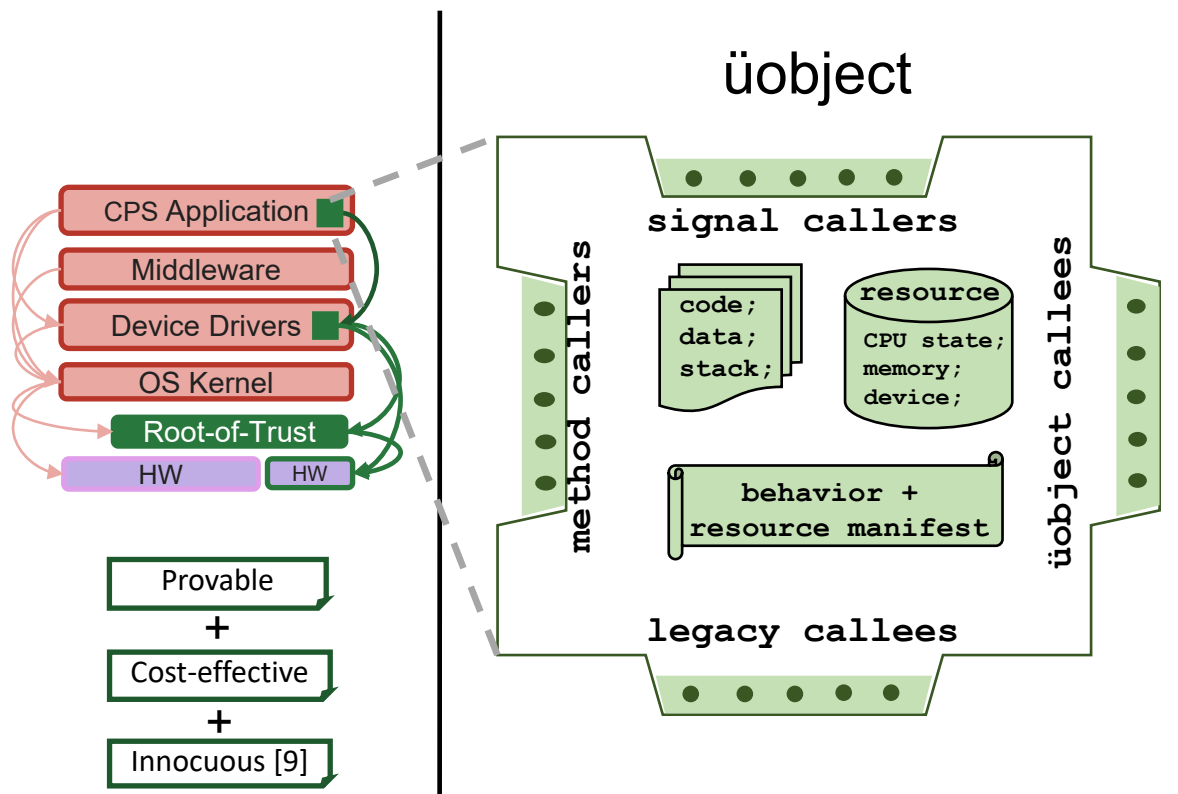 CPS Application
Middleware
Device Drivers
OS Kernel
Root-of-Trust
HW
HW
Provable
+
Cost-effective
+
Innocuous [9]
üobject
signal callers
method callers
code;
data;
stack;
resource
CPU state;
memory;
device;
behavior +
resource manifest
üobject callees
legacy callees